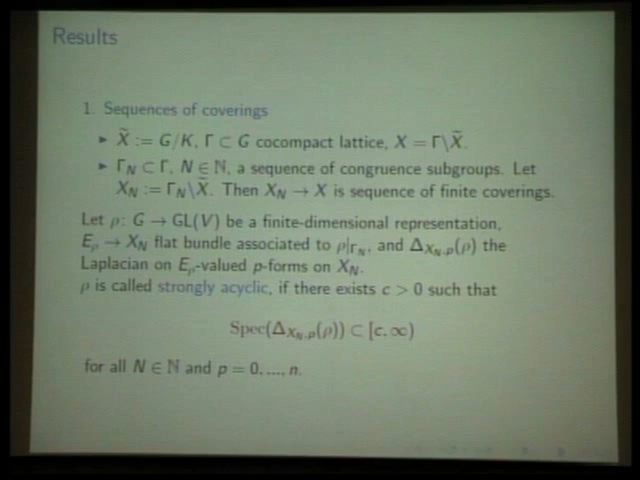 Results
1. Sequences of coverings
► X̃ := G/K, Γ ⊂ G cocompact lattice, X = Γ\X̃.
► Γ_N ⊂ Γ, N ∈ ℕ, a sequence of congruence subgroups. Let
X_N := Γ_N\X̃. Then X_N → X is sequence of finite coverings.
Let ρ: G → GL(V) be a finite-dimensional representation,
E_ρ → X_N flat bundle associated to ρ|_{Γ_N}, and Δ_{X_N,p}(ρ) the
Laplacian on E_ρ-valued p-forms on X_N.
ρ is called strongly acyclic, if there exists c > 0 such that
Spec(Δ_{X_N,p}(ρ)) ⊂ [c, ∞)
for all N ∈ ℕ and p = 0, ..., n.